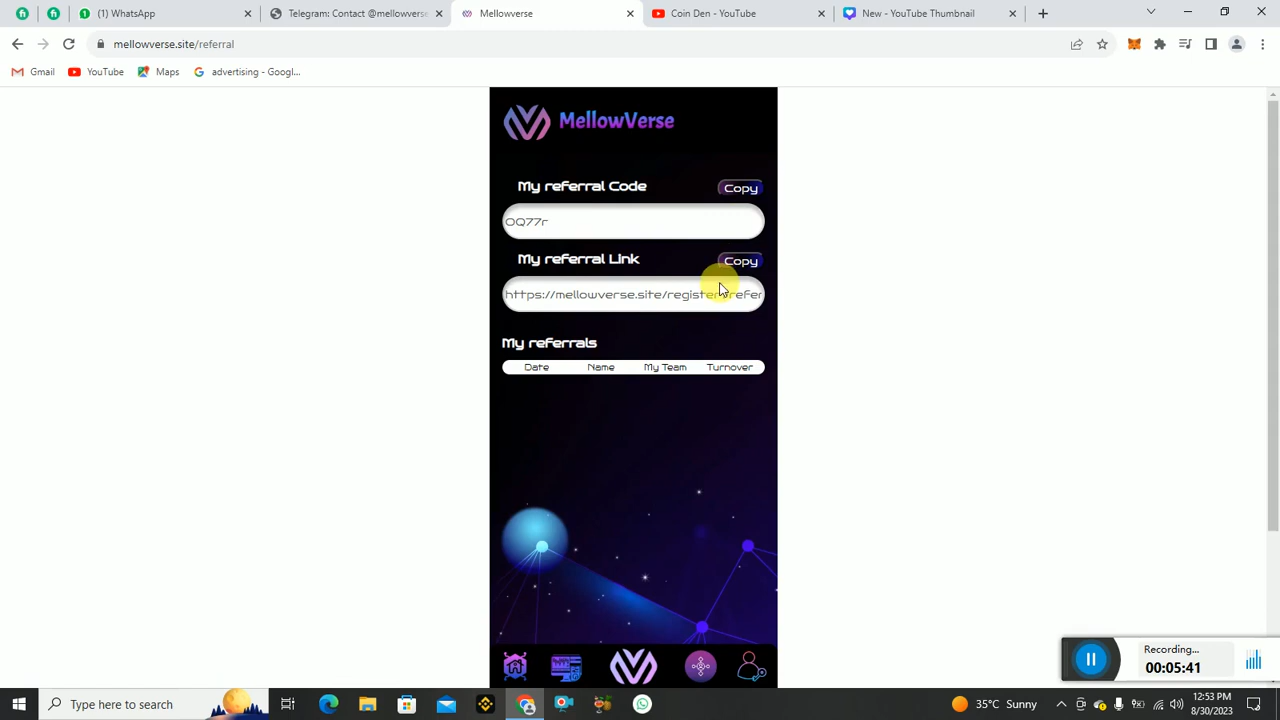 (1) WhatsApp
Telegram: Contact @mellowverse
Mellowverse
Coin Den - YouTube
New - YouTube Thumbnail
mellowverse.site/referral
Gmail
YouTube
Maps
advertising - Googl...
MellowVerse
My referral Code
Copy
OQ77r
My referral Link
Copy
https://mellowverse.site/register/refer
My referrals
Date Name My Team Turnover
Recording...
00:05:41
Type here to search
35°C Sunny
12:53 PM
8/30/2023